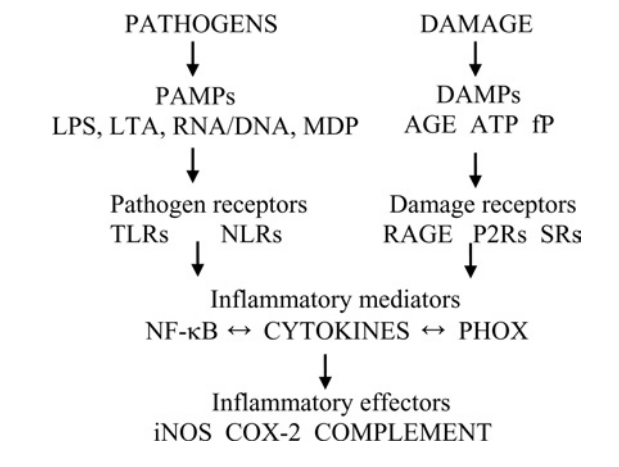 PATHOGENS DAMAGE
PAMPs DAMPs
LPS, LTA, RNA/DNA, MDP AGE ATP fP
Pathogen receptors Damage receptors
TLRs NLRs RAGE P2Rs SRs
Inflammatory mediators
NF-κB ↔ CYTOKINES ↔ PHOX
Inflammatory effectors
iNOS COX-2 COMPLEMENT